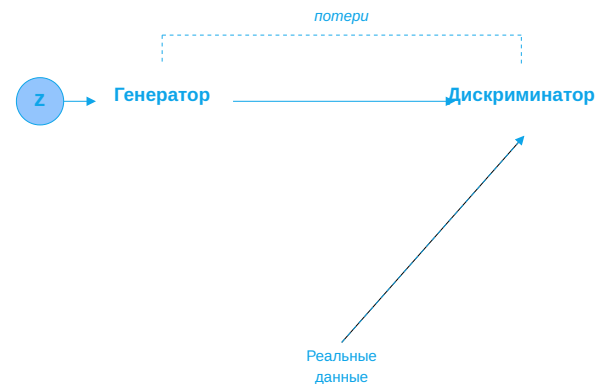 потери
z
Генератор
Дискриминатор
Реальные
данные